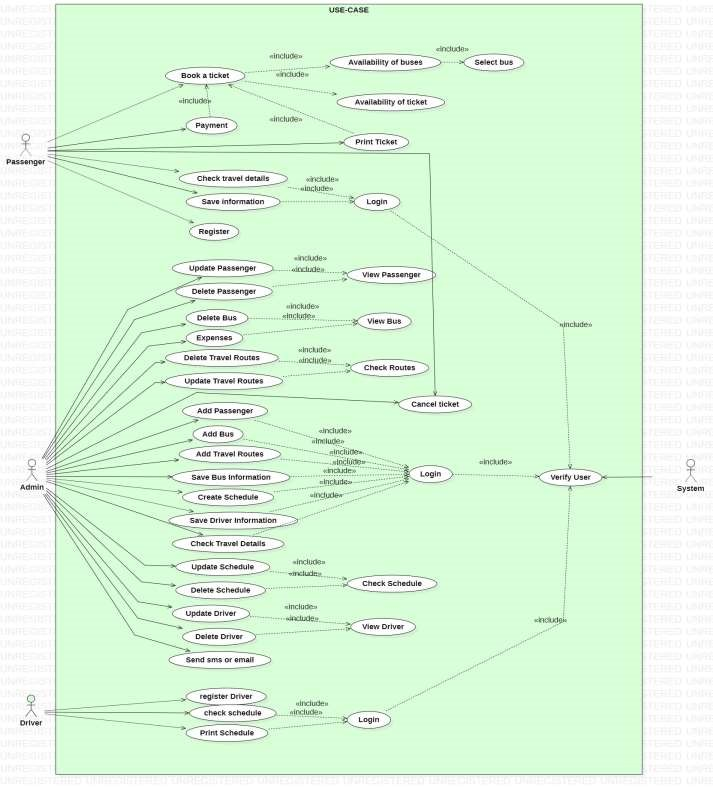 USE-CASE
«include»
«include»
Availability of buses
Select bus
Book a ticket
«include»
«include»
Availability of ticket
«include»
Payment
Print Ticket
Passenger
Check travel details
«include»
«include»
Save information
Login
Register
«include»
Update Passenger
«include»
View Passenger
Delete Passenger
«include»
Delete Bus
«include»
View Bus
«include»
Expenses
«include»
Delete Travel Routes
«include»
Check Routes
Update Travel Routes
Cancel ticket
Add Passenger
«include»
Add Bus
«include»
Add Travel Routes
«include»
«include»
«include»
Login
«include»
Save Bus Information
«include»
Verify User
Admin
System
Create Schedule
«include»
Save Driver Information
Check Travel Details
«include»
Update Schedule
«include»
Check Schedule
Delete Schedule
«include»
Update Driver
«include»
«include»
View Driver
Delete Driver
Send sms or email
register Driver
«include»
check schedule
«include»
Login
Driver
Print Schedule
UNREGISTERED UNREGISTERED UNREGISTERED UNREGISTERED UNREGISTERED UNREGISTERED